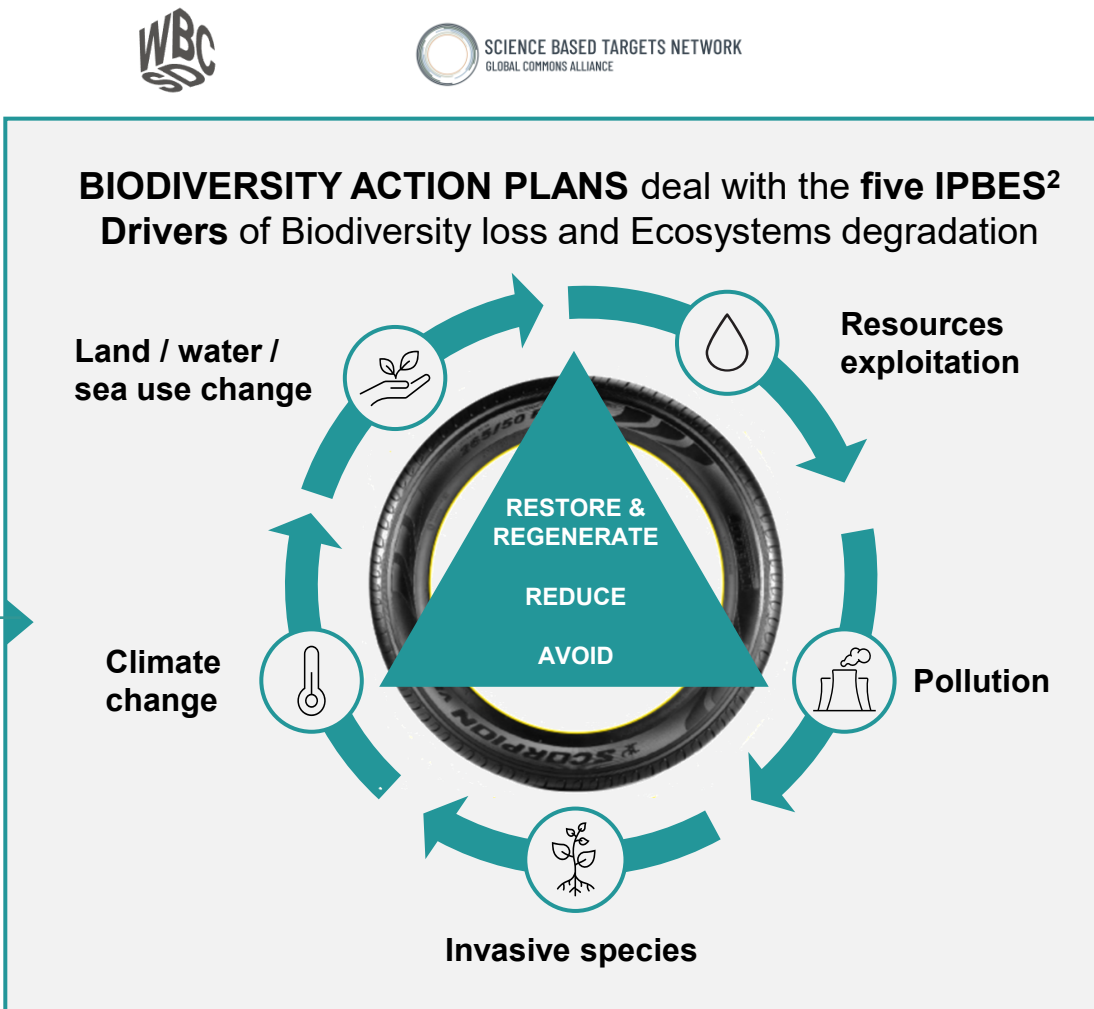 WBC
SD
SCIENCE BASED TARGETS NETWORK
GLOBAL COMMONS ALLIANCE
BIODIVERSITY ACTION PLANS deal with the five IPBES²
Drivers of Biodiversity loss and Ecosystems degradation
Land / water /
sea use change
Resources
exploitation
265/50
RESTORE &
REGENERATE
REDUCE
AVOID
Climate
change
Pollution
SCORPION
Invasive species